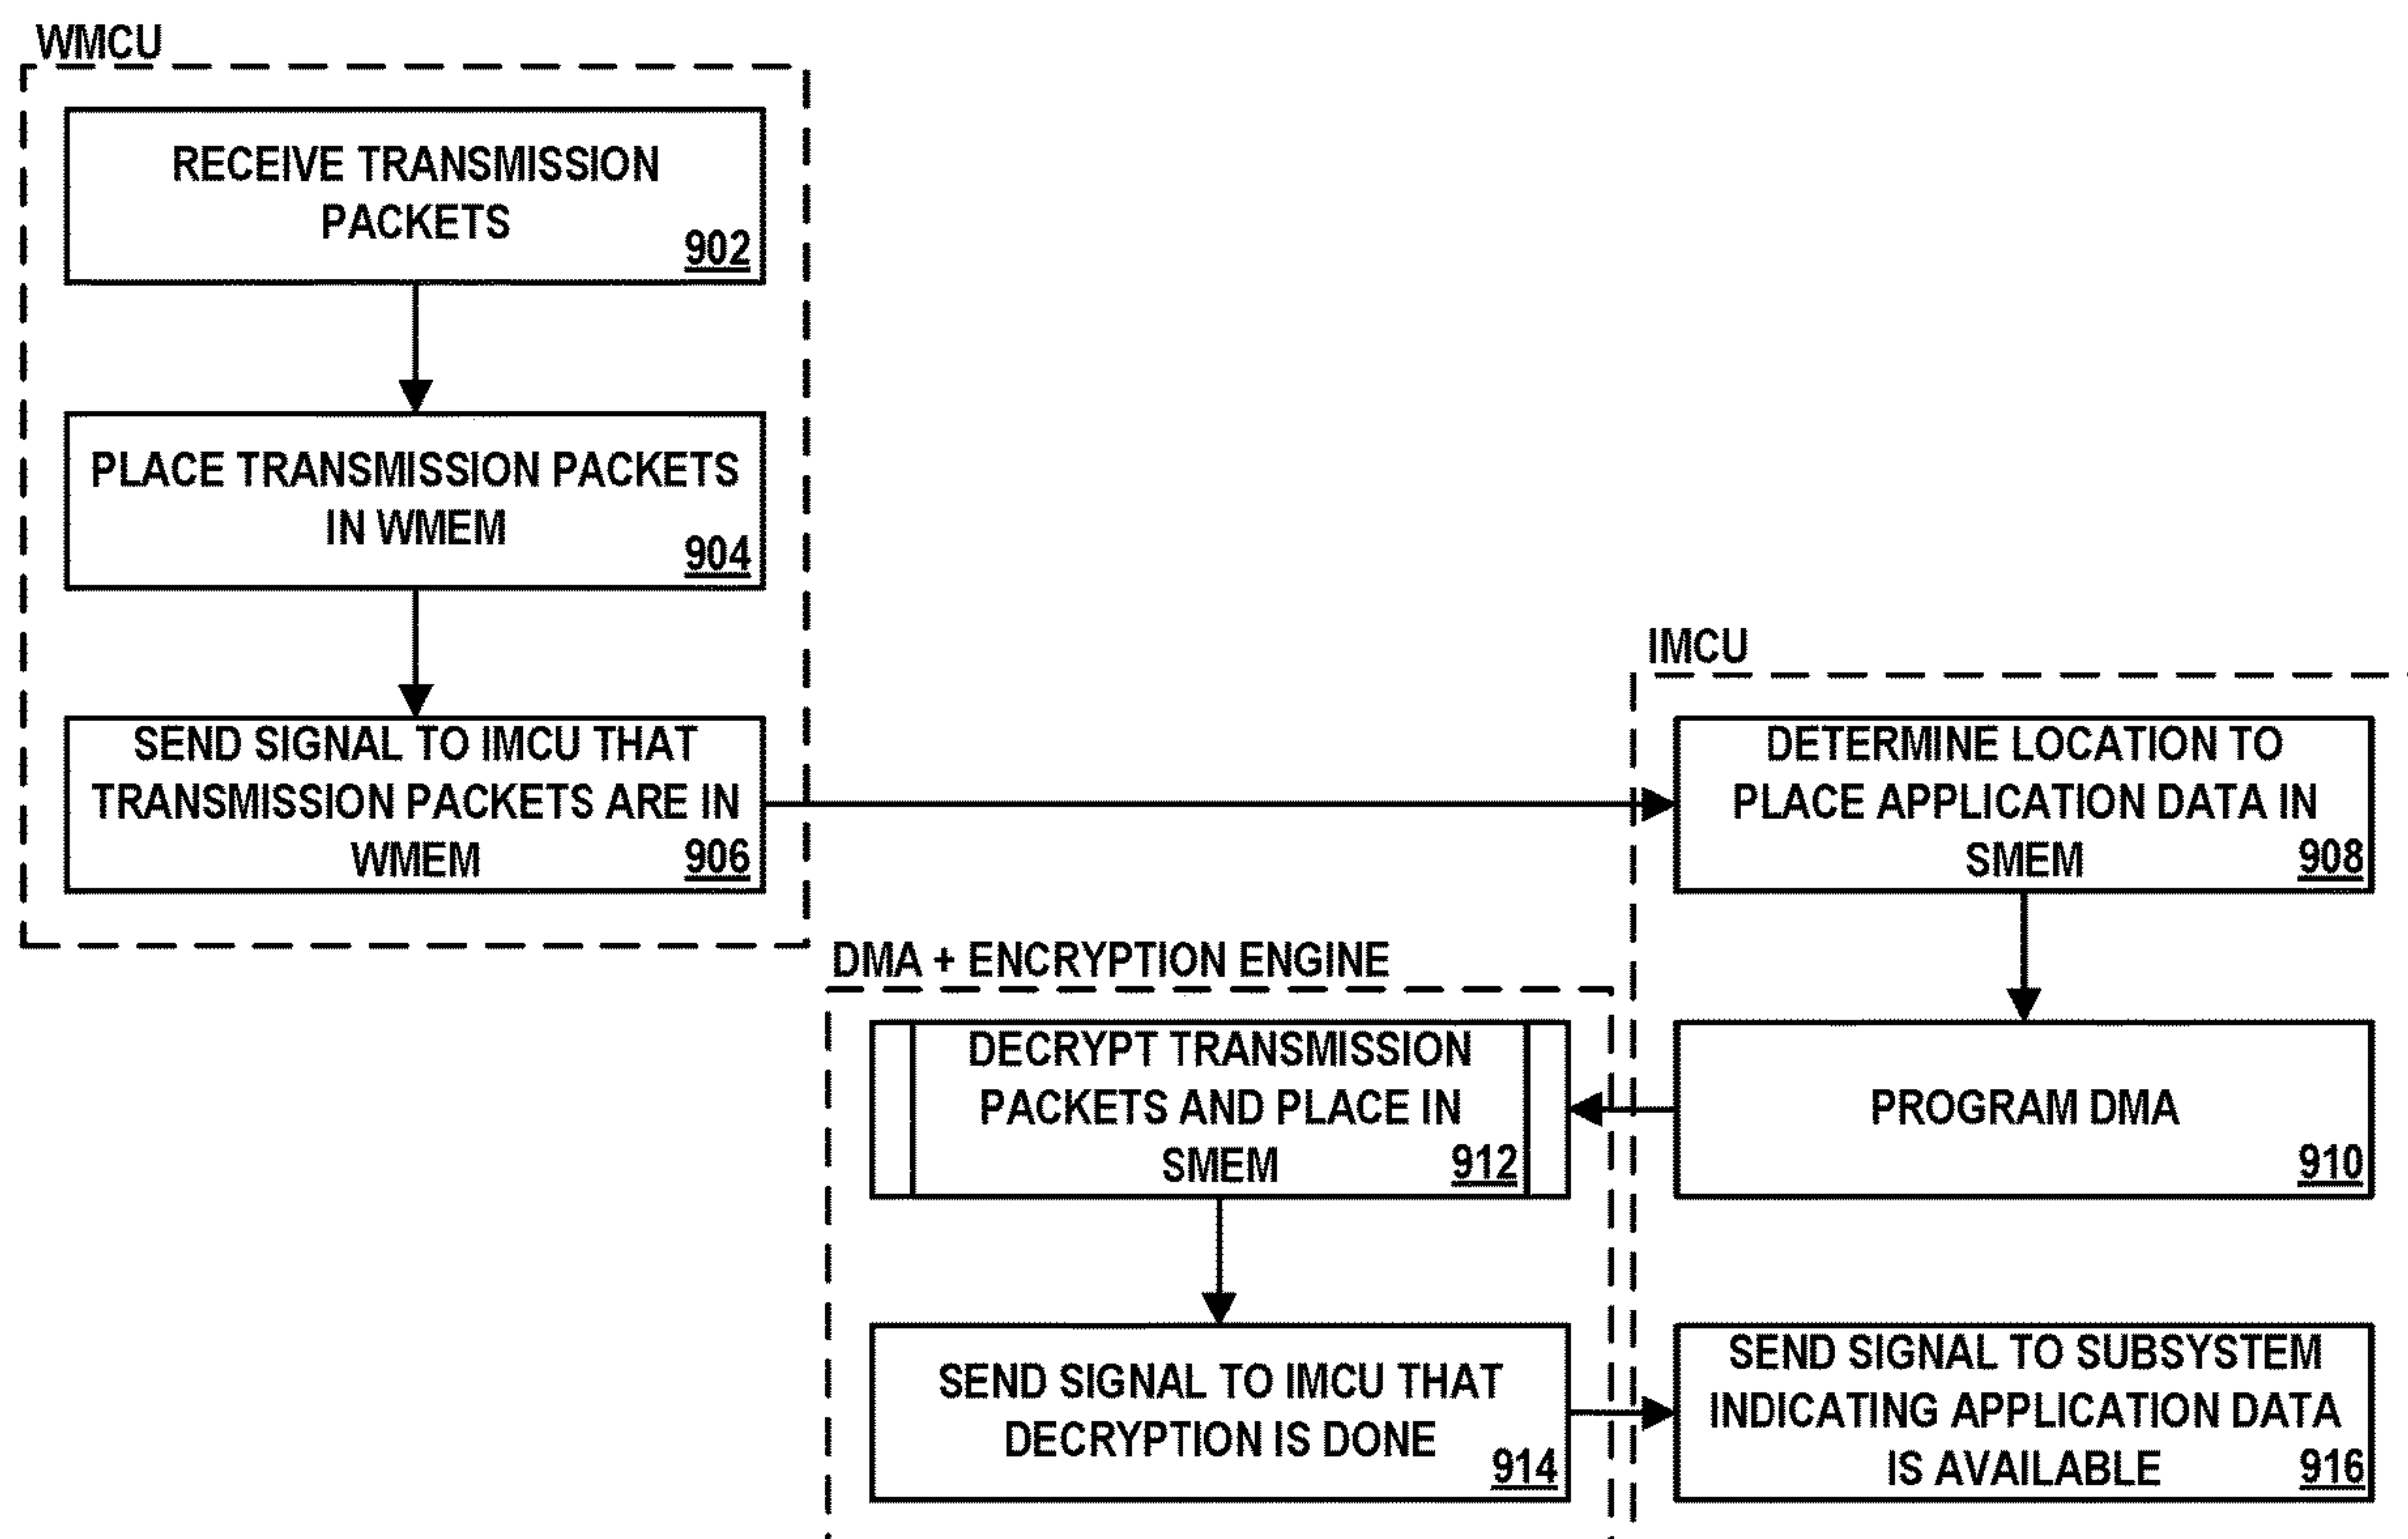 WMCU
RECEIVE TRANSMISSION
PACKETS
902
PLACE TRANSMISSION PACKETS
IN WMEM
904
SEND SIGNAL TO IMCU THAT
TRANSMISSION PACKETS ARE IN
WMEM
906
IMCU
DETERMINE LOCATION TO
PLACE APPLICATION DATA IN
SMEM
908
PROGRAM DMA
910
DMA + ENCRYPTION ENGINE
DECRYPT TRANSMISSION
PACKETS AND PLACE IN
SMEM
912
SEND SIGNAL TO IMCU THAT
DECRYPTION IS DONE
914
SEND SIGNAL TO SUBSYSTEM
INDICATING APPLICATION DATA
IS AVAILABLE
916